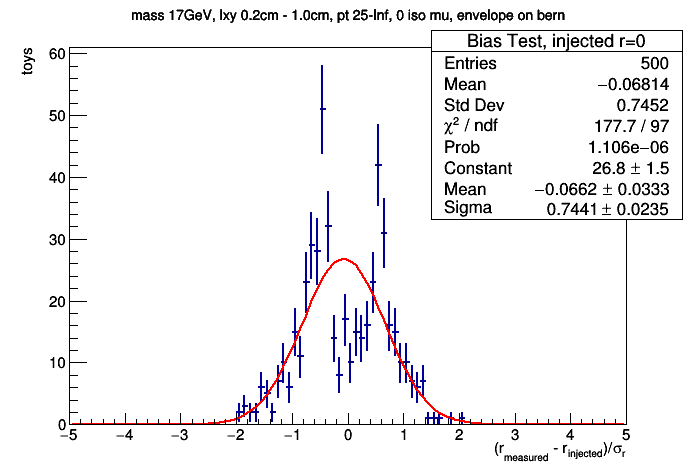 mass 17GeV, lxy 0.2cm - 1.0cm, pt 25-Inf, 0 iso mu, envelope on bern
Bias Test, injected r=0
Entries 500
Mean −0.06814
Std Dev 0.7452
χ² / ndf 177.7 / 97
Prob 1.106e−06
Constant 26.8 ± 1.5
Mean −0.0662 ± 0.0333
Sigma 0.7441 ± 0.0235
toys
60
50
40
30
20
10
0
−5 −4 −3 −2 −1 0 1 2 3 4 5
(r_measured - r_injected)/σ_r